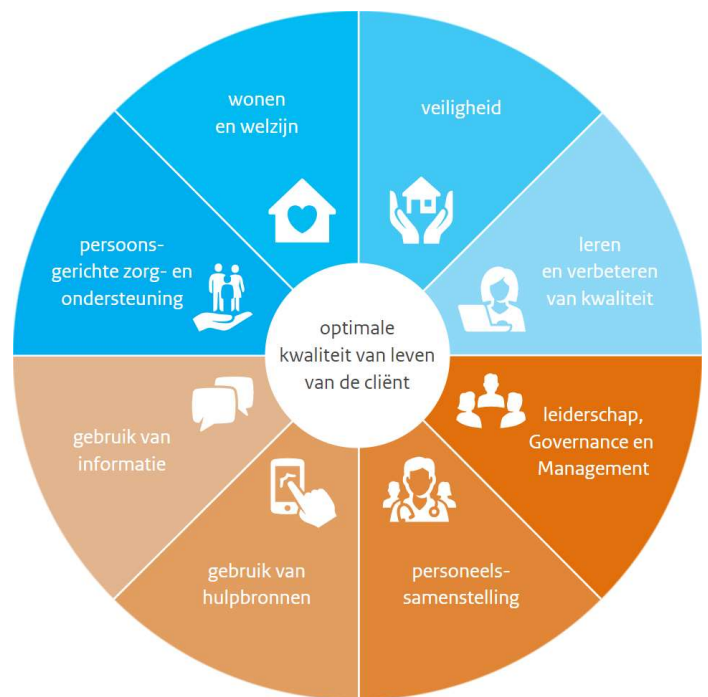 wonen
en welzijn
veiligheid
leren
en verbeteren
van kwaliteit
leiderschap,
Governance en
Management
personeels-
samenstelling
gebruik van
hulpbronnen
gebruik van
informatie
persoons-
gerichte zorg- en
ondersteuning
optimale
kwaliteit van leven
van de cliënt